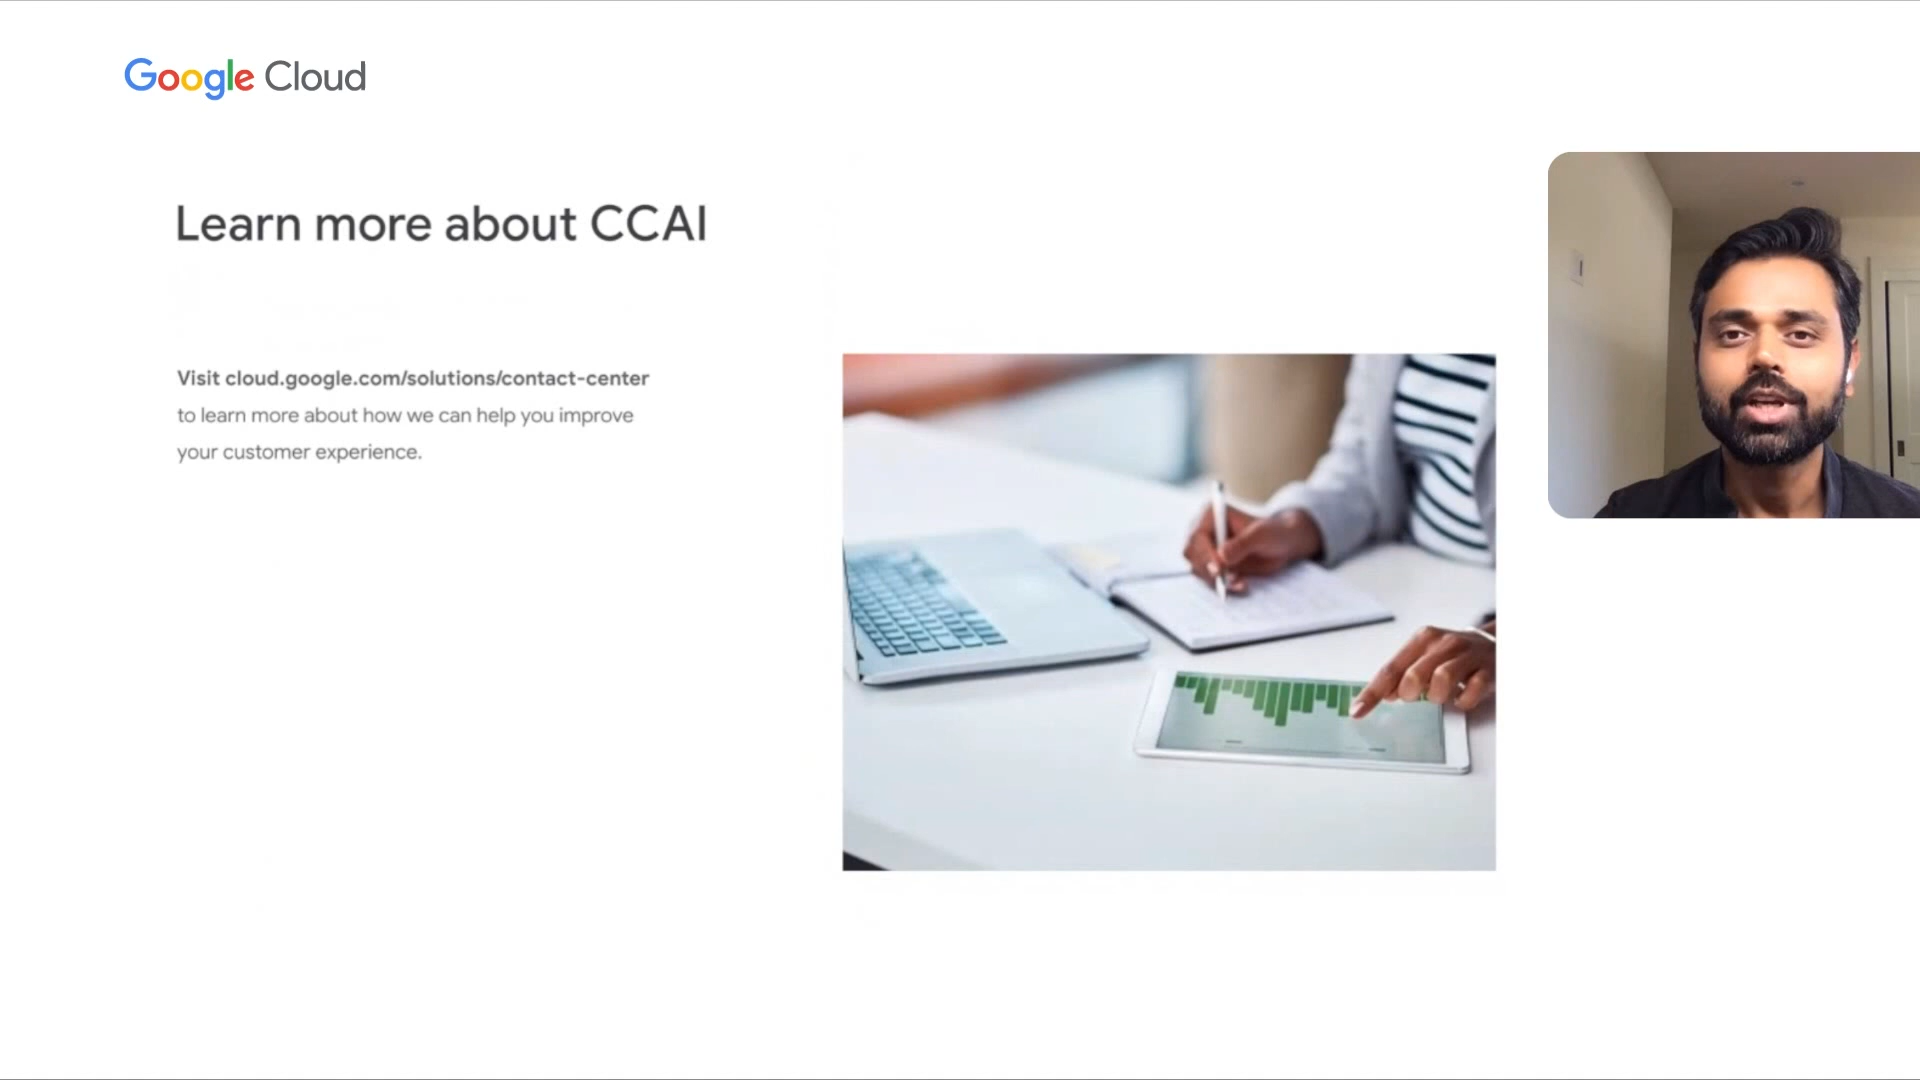 Google Cloud
Learn more about CCAI
Visit cloud.google.com/solutions/contact-center
to learn more about how we can help you improve
your customer experience.